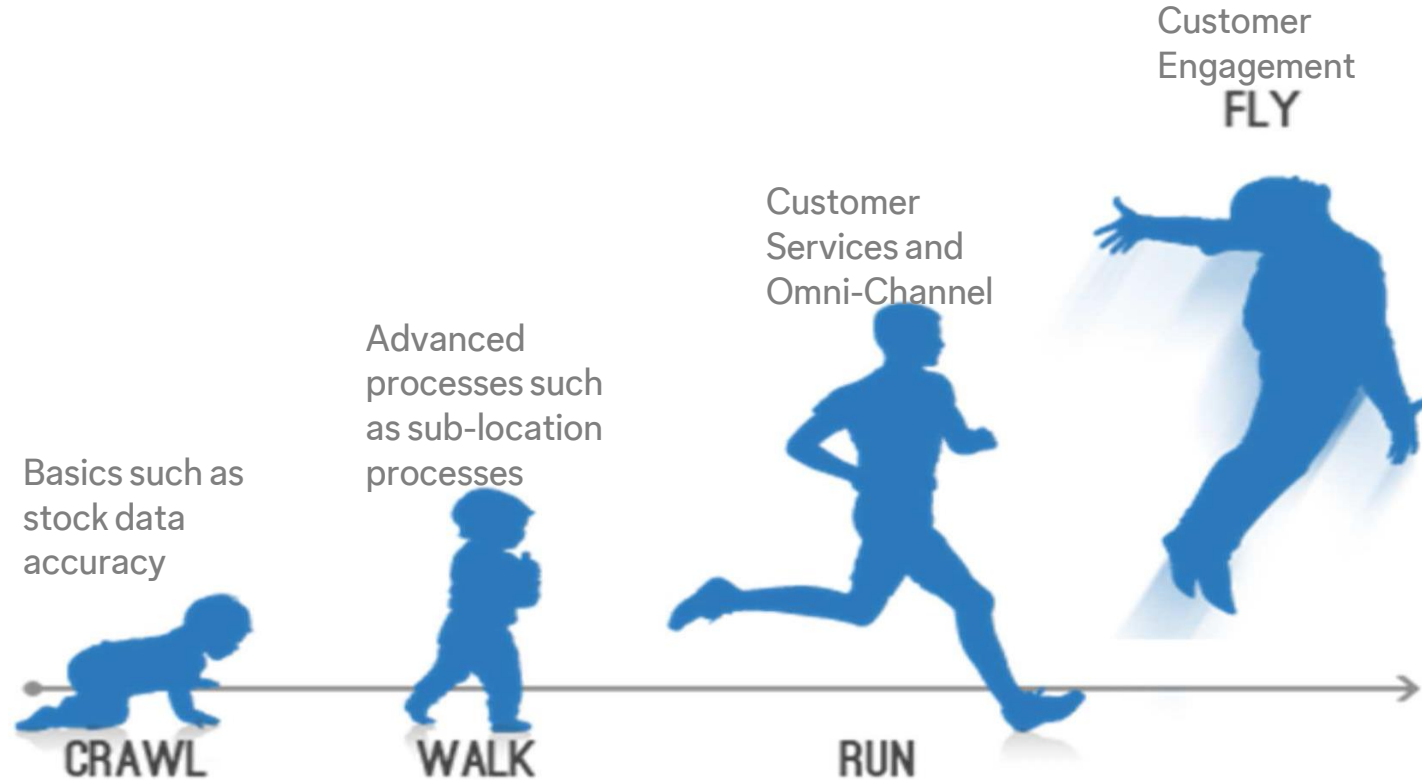 Basics such as
stock data
accuracy
CRAWL
Advanced
processes such
as sub-location
processes
WALK
Customer
Services and
Omni-Channel
RUN
Customer
Engagement
FLY